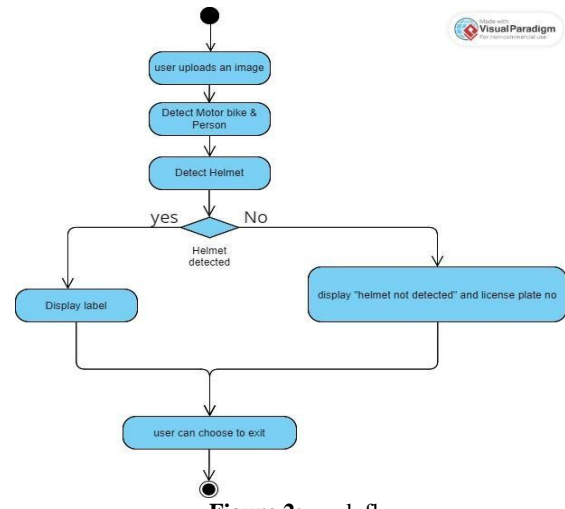 Made with
Visual Paradigm
For non-commercial use
user uploads an image
Detect Motor bike &
Person
Detect Helmet
yes
No
Helmet
detected
Display label
display "helmet not detected" and license plate no
user can choose to exit
Figure 2: